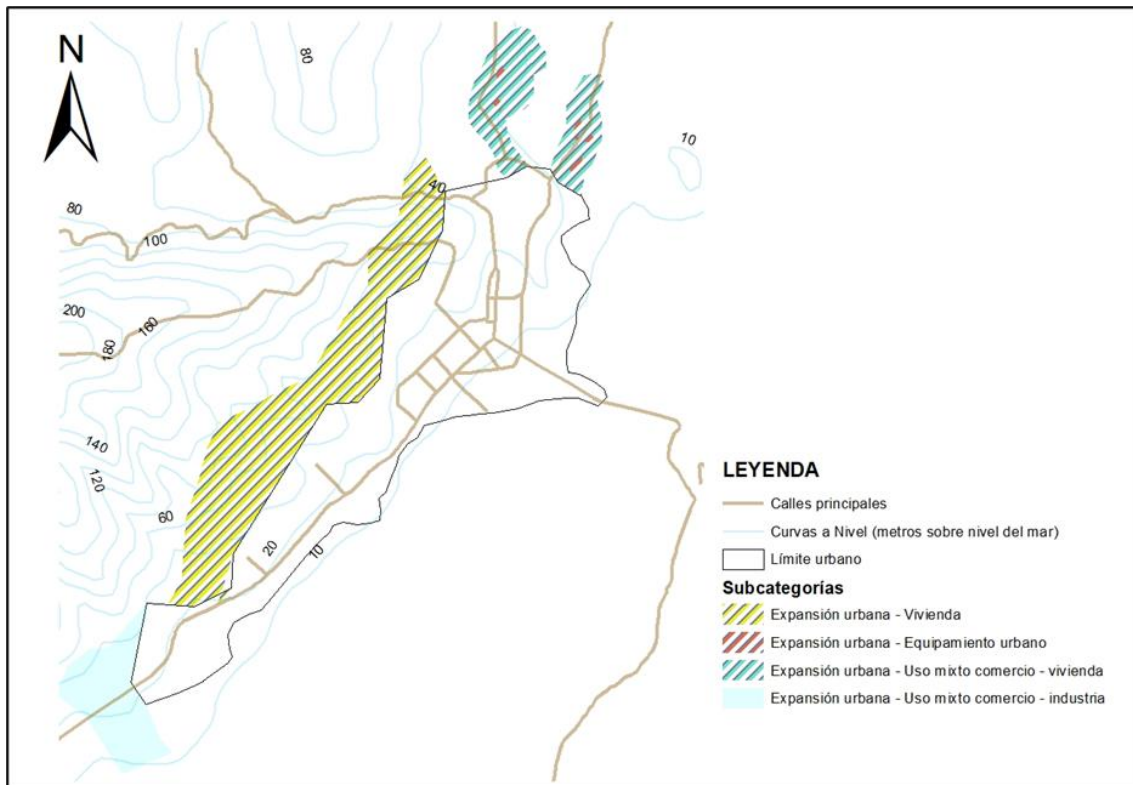 N
80
10
40
80
100
200
160
180
140
120
60
20
10
LEYENDA
Calles principales
Curvas a Nivel (metros sobre nivel del mar)
Límite urbano
Subcategorías
Expansión urbana - Vivienda
Expansión urbana - Equipamiento urbano
Expansión urbana - Uso mixto comercio - vivienda
Expansión urbana - Uso mixto comercio - industria